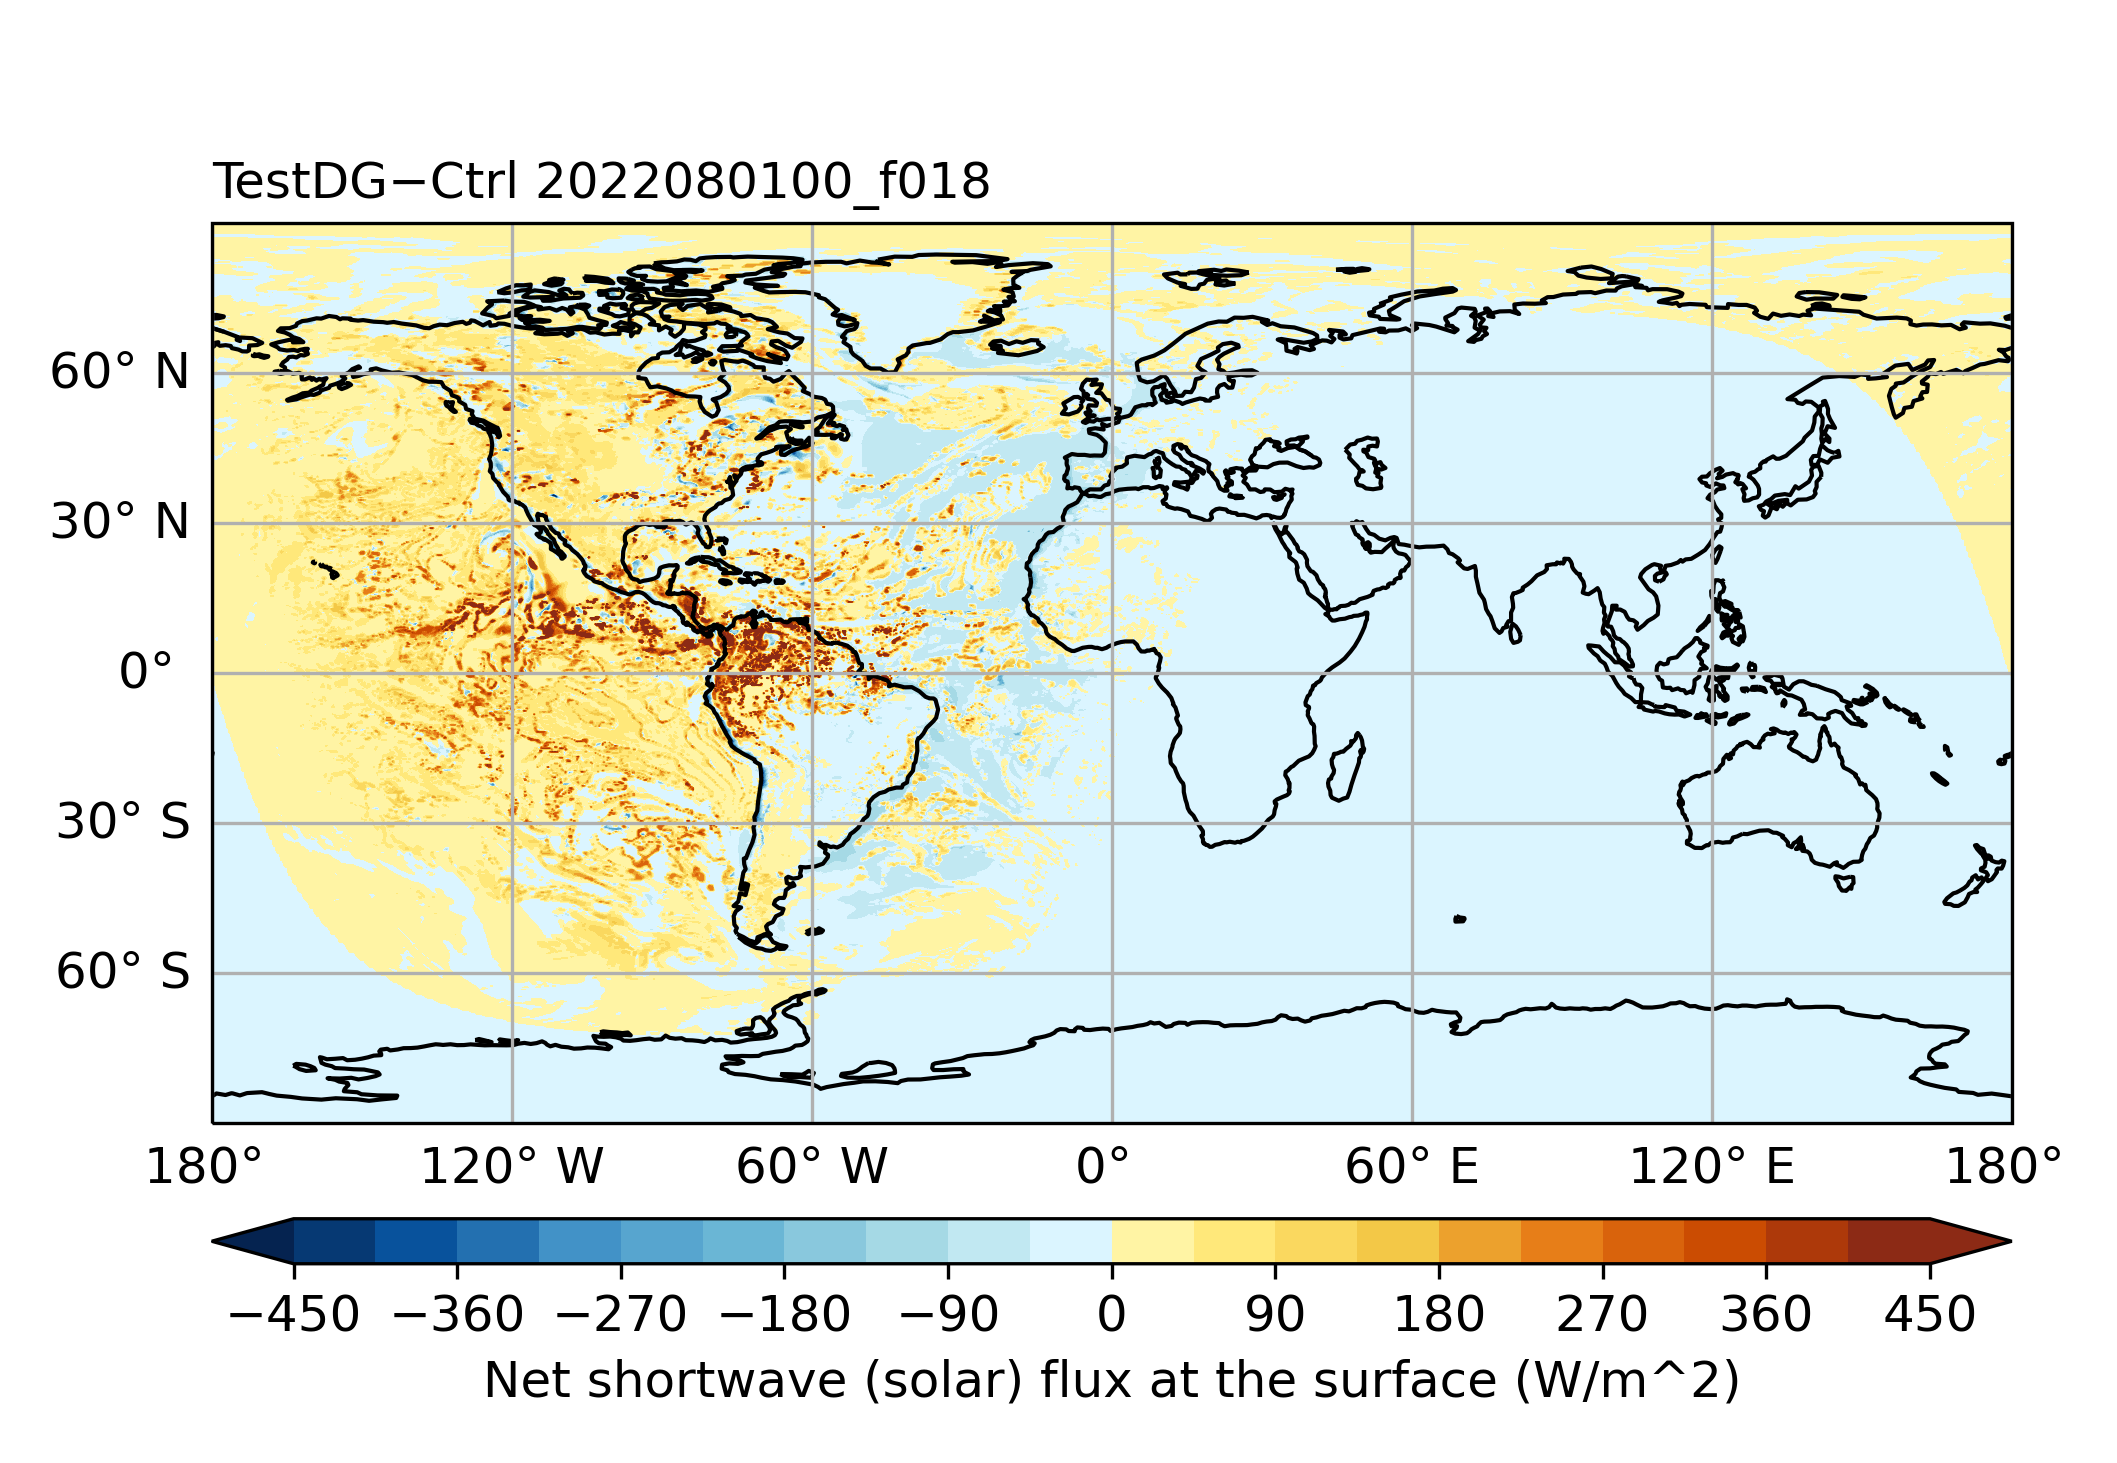 TestDG−Ctrl 2022080100_f018
60° N
30° N
0°
30° S
60° S
180° 120° W 60° W 0° 60° E 120° E 180°
−450 −360 −270 −180 −90 0 90 180 270 360 450
Net shortwave (solar) flux at the surface (W/m^2)